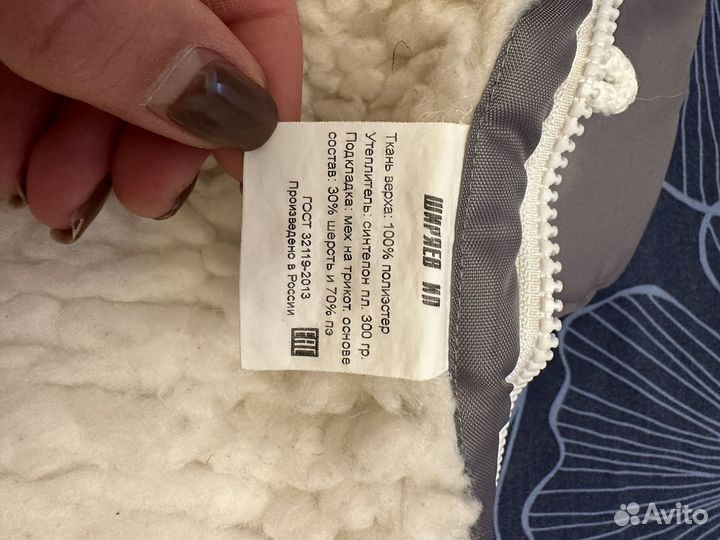 ШИРЯЕВ ИП
Ткань верха: 100% полиэстер
Утеплитель: синтепон пл. 300 гр.
Подкладка: мех на трикот. основе
состав: 30% шерсть и 70% пэ
ГОСТ 32119-2013
Произведено в России
ЕАС
Avito